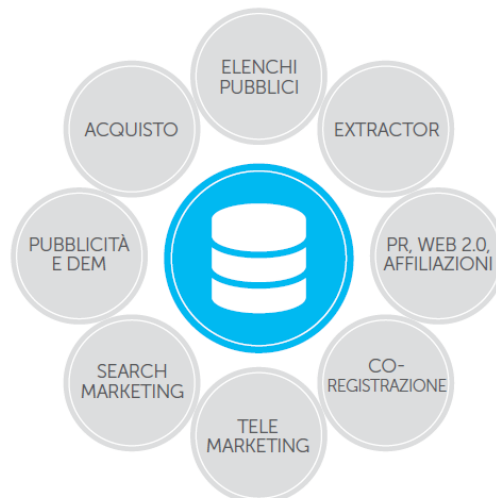 ELENCHI
PUBBLICI
EXTRACTOR
PR, WEB 2.0,
AFFILIAZIONI
CO-
REGISTRAZIONE
TELE
MARKETING
SEARCH
MARKETING
PUBBLICITÀ
E DEM
ACQUISTO